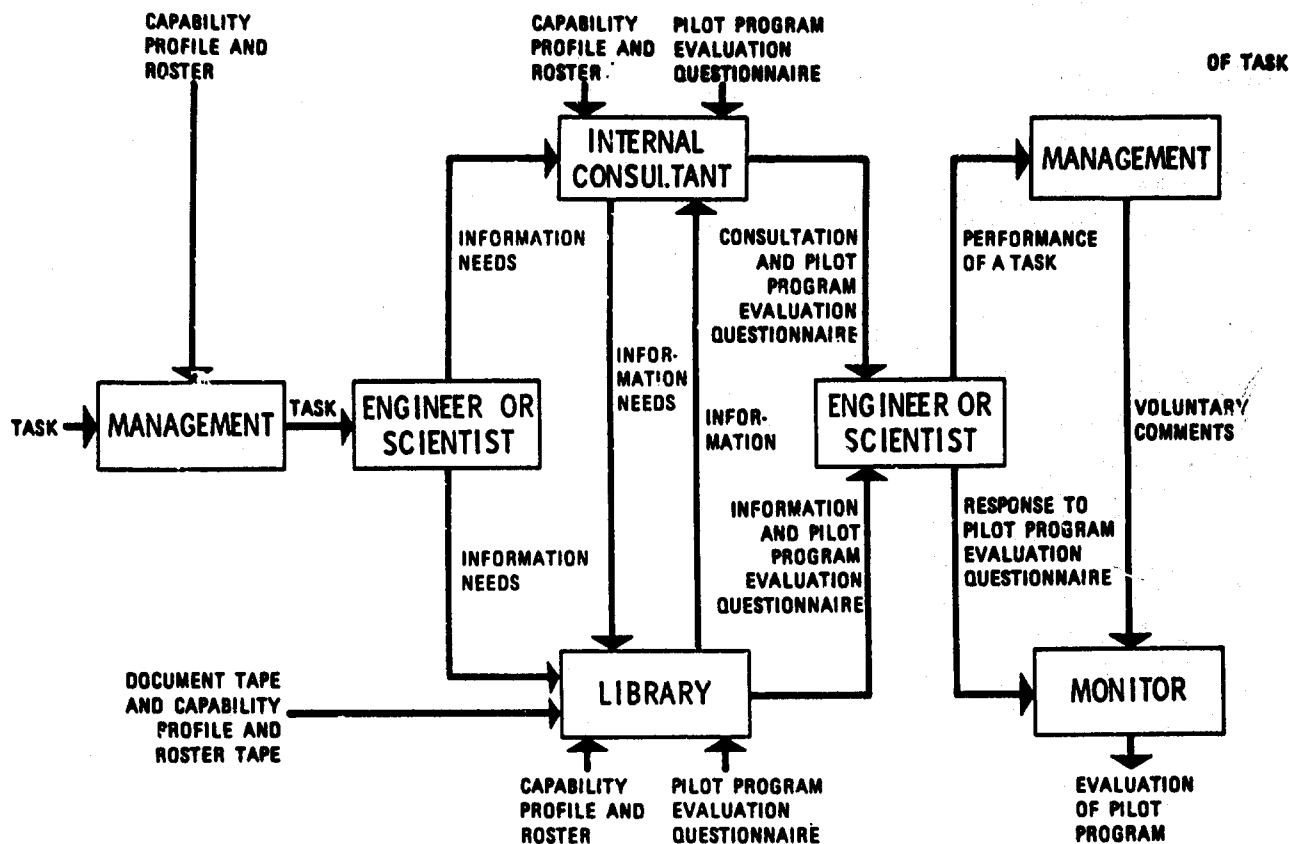 CAPABILITY
PROFILE AND
ROSTER
CAPABILITY
PROFILE AND
ROSTER
PILOT PROGRAM
EVALUATION
QUESTIONNAIRE
OF TASK
INTERNAL
CONSULTANT
MANAGEMENT
INFORMATION
NEEDS
CONSULTATION
AND PILOT
PROGRAM
EVALUATION
QUESTIONNAIRE
PERFORMANCE
OF A TASK
INFOR-
MATION
NEEDS
INFOR-
MATION
TASK
MANAGEMENT
TASK
ENGINEER OR
SCIENTIST
ENGINEER OR
SCIENTIST
VOLUNTARY
COMMENTS
INFORMATION
NEEDS
INFORMATION
AND PILOT
PROGRAM
EVALUATION
QUESTIONNAIRE
RESPONSE TO
PILOT PROGRAM
EVALUATION
QUESTIONNAIRE
DOCUMENT TAPE
AND CAPABILITY
PROFILE AND
ROSTER TAPE
LIBRARY
MONITOR
CAPABILITY
PROFILE AND
ROSTER
PILOT PROGRAM
EVALUATION
QUESTIONNAIRE
EVALUATION
OF PILOT
PROGRAM